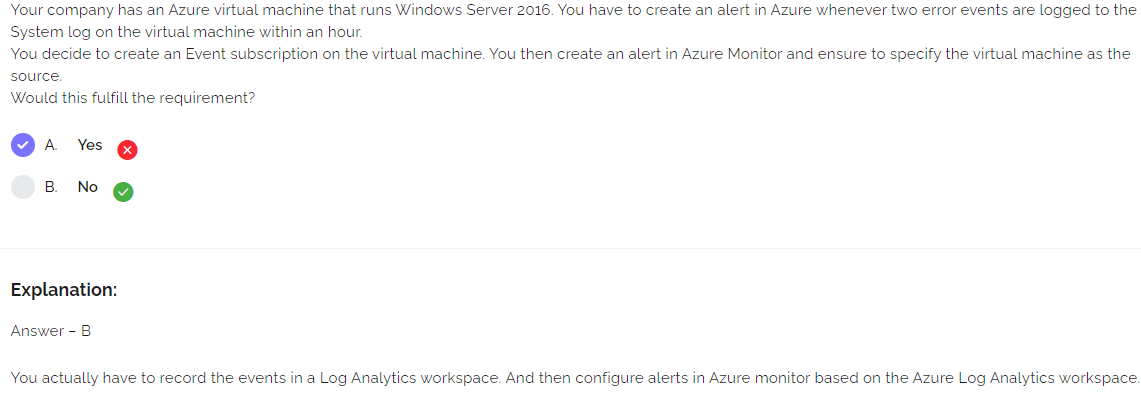 Your company has an Azure virtual machine that runs Windows Server 2016. You have to create an alert in Azure whenever two error events are logged to the
System log on the virtual machine within an hour.
You decide to create an Event subscription on the virtual machine. You then create an alert in Azure Monitor and ensure to specify the virtual machine as the
source.
Would this fulfill the requirement?
A. Yes
B. No
Explanation:
Answer – B
You actually have to record the events in a Log Analytics workspace. And then configure alerts in Azure monitor based on the Azure Log Analytics workspace.